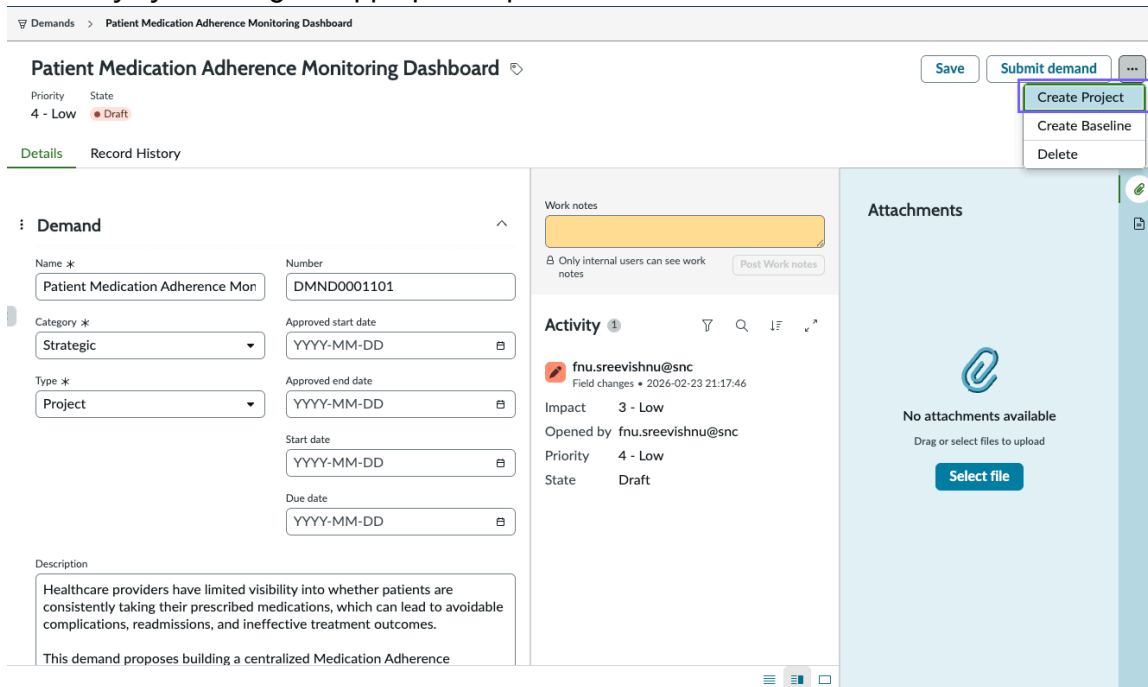 Demands > Patient Medication Adherence Monitoring Dashboard
Patient Medication Adherence Monitoring Dashboard
Save
Submit demand
Priority
State
4 - Low
Draft
Create Project
Create Baseline
Delete
Details
Record History
Demand
Name *
Patient Medication Adherence Mon
Number
DMND0001101
Category *
Strategic
Approved start date
YYYY-MM-DD
Type *
Project
Approved end date
YYYY-MM-DD
Start date
YYYY-MM-DD
Due date
YYYY-MM-DD
Description
Healthcare providers have limited visibility into whether patients are
consistently taking their prescribed medications, which can lead to avoidable
complications, readmissions, and ineffective treatment outcomes.
This demand proposes building a centralized Medication Adherence
Work notes
Only internal users can see work
notes
Post Work notes
Activity 1
fnu.sreevishnu@snc
Field changes • 2026-02-23 21:17:46
Impact 3 - Low
Opened by fnu.sreevishnu@snc
Priority 4 - Low
State Draft
Attachments
No attachments available
Drag or select files to upload
Select file